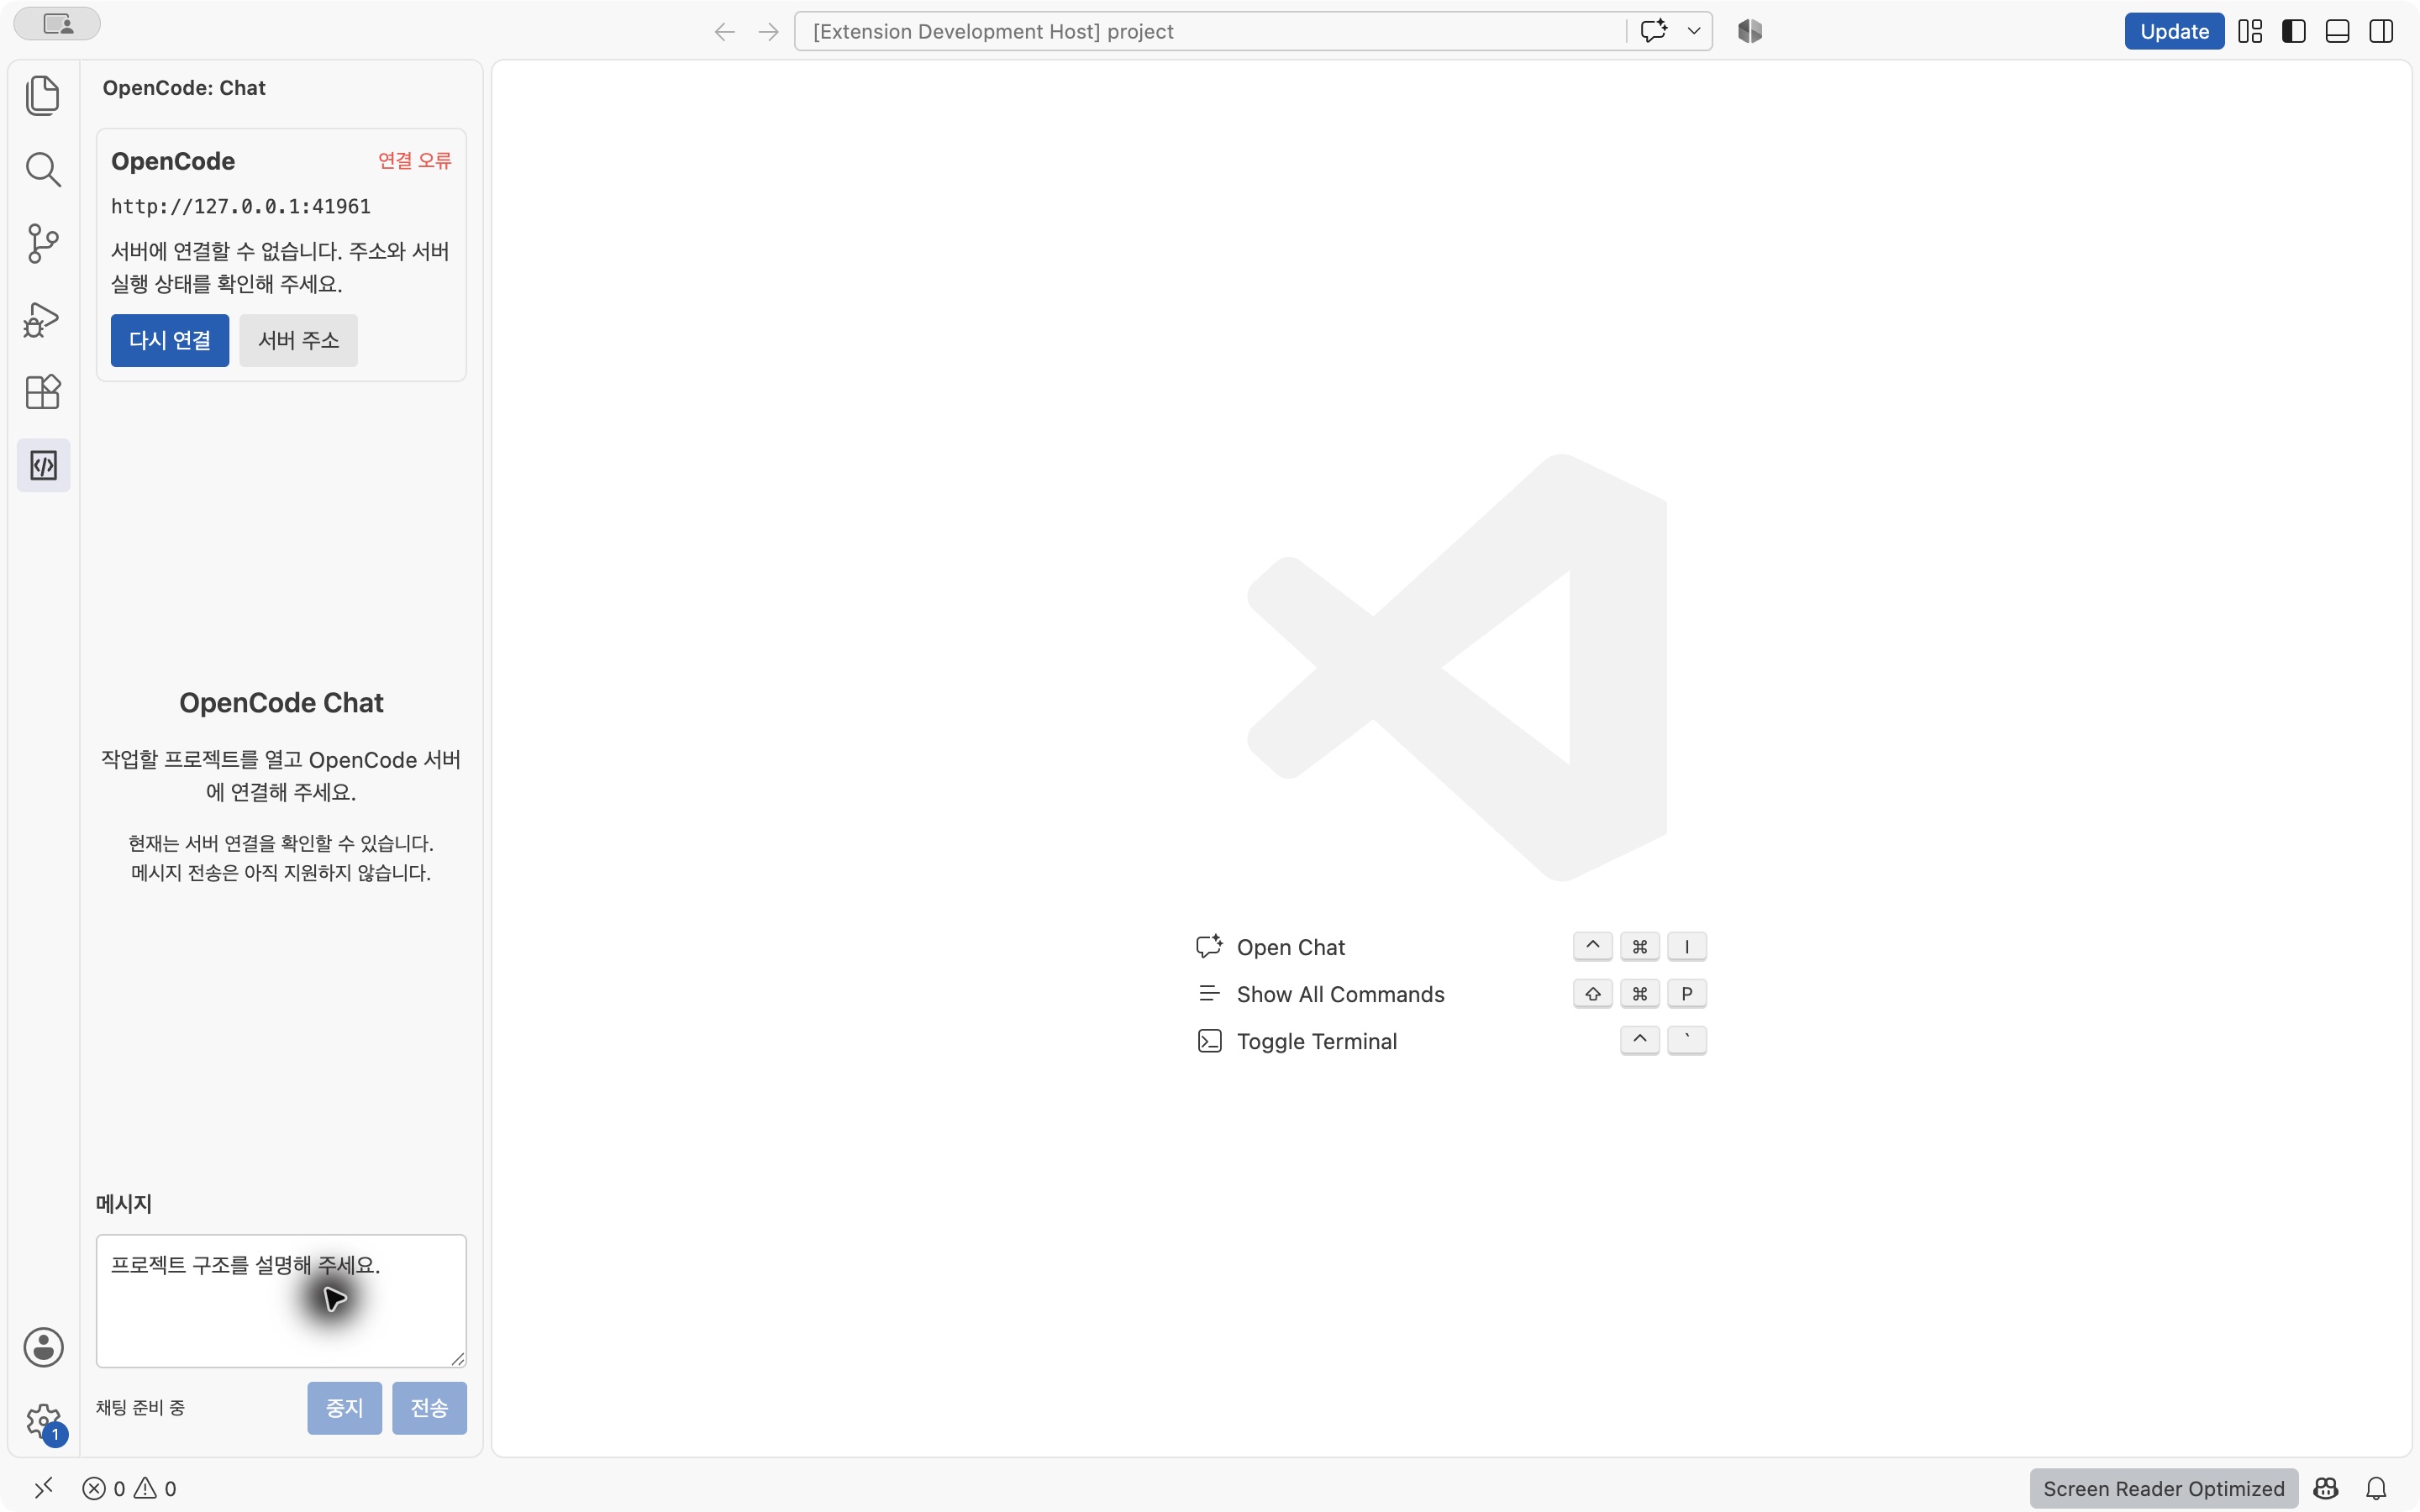 [Extension Development Host] project
Update
OpenCode: Chat
OpenCode
연결 오류
http://127.0.0.1:41961
서버에 연결할 수 없습니다. 주소와 서버
실행 상태를 확인해 주세요.
다시 연결
서버 주소
OpenCode Chat
작업할 프로젝트를 열고 OpenCode 서버
에 연결해 주세요.
현재는 서버 연결을 확인할 수 있습니다.
메시지 전송은 아직 지원하지 않습니다.
Open Chat ⌃ ⌘ I
Show All Commands ⇧ ⌘ P
Toggle Terminal ⌃ `
메시지
프로젝트 구조를 설명해 주세요.
채팅 준비 중
중지
전송
1
0 0
Screen Reader Optimized